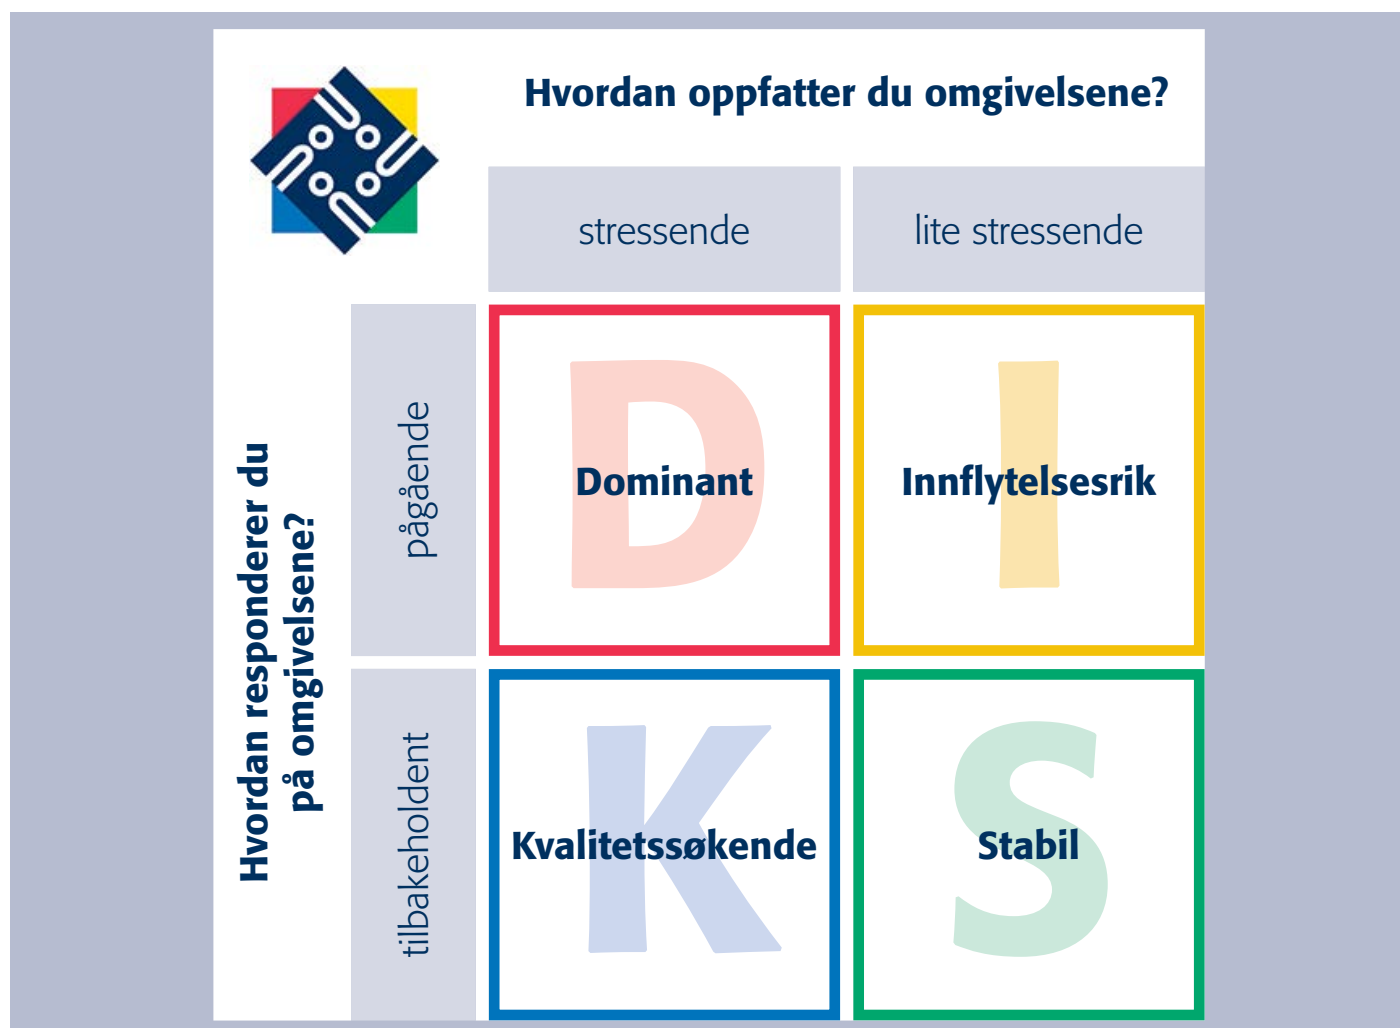 Hvordan oppfatter du omgivelsene?
stressende
lite stressende
Hvordan responderer du
på omgivelsene?
pågående
D
Dominant
I
Innflytelsesrik
tilbakeholdent
K
Kvalitetssøkende
S
Stabil